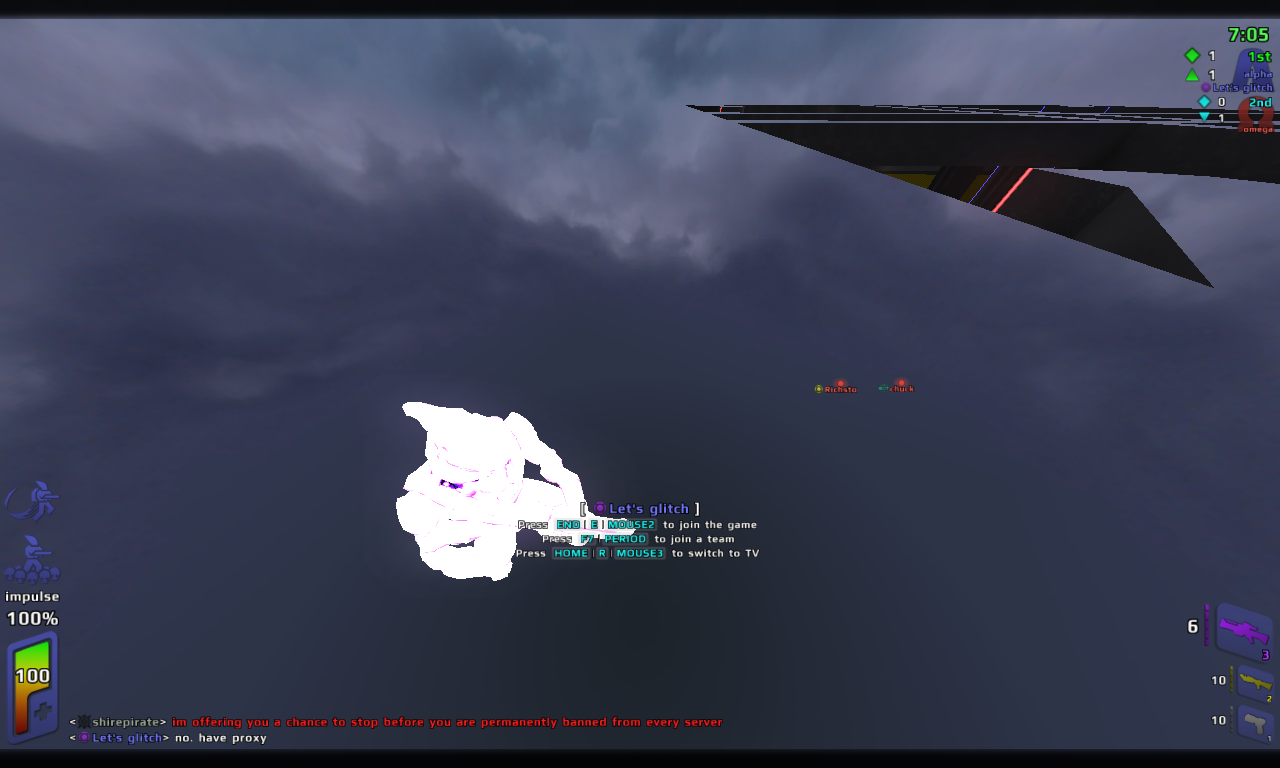 7:05
1 1st
1 alpha
Let's glitch
0 2nd
1
omega
Richsto chuck
[ Let's glitch ]
Press END | E | MOUSE2 to join the game
Press F7 | PERIOD to join a team
Press HOME | R | MOUSE3 to switch to TV
impulse
100%
100
6
3
10
2
10
1
<shirepirate> im offering you a chance to stop before you are permanently banned from every server
<Let's glitch> no. have proxy